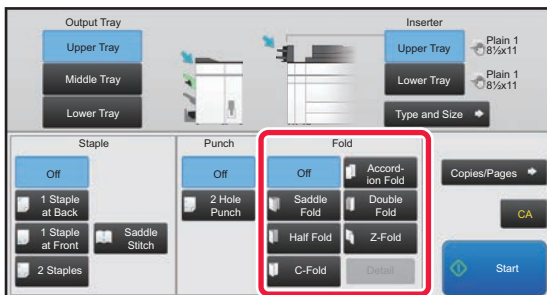 Output Tray
Inserter
Upper Tray
Middle Tray
Lower Tray
Upper Tray
Plain 1
8½x11
Lower Tray
Plain 1
8½x11
Type and Size
Staple
Off
1 Staple
at Back
1 Staple
at Front
Saddle
Stitch
2 Staples
Punch
Off
2 Hole
Punch
Fold
Off
Accord-
ion Fold
Saddle
Fold
Double
Fold
Half Fold
Z-Fold
C-Fold
Detail
Copies/Pages
CA
Start